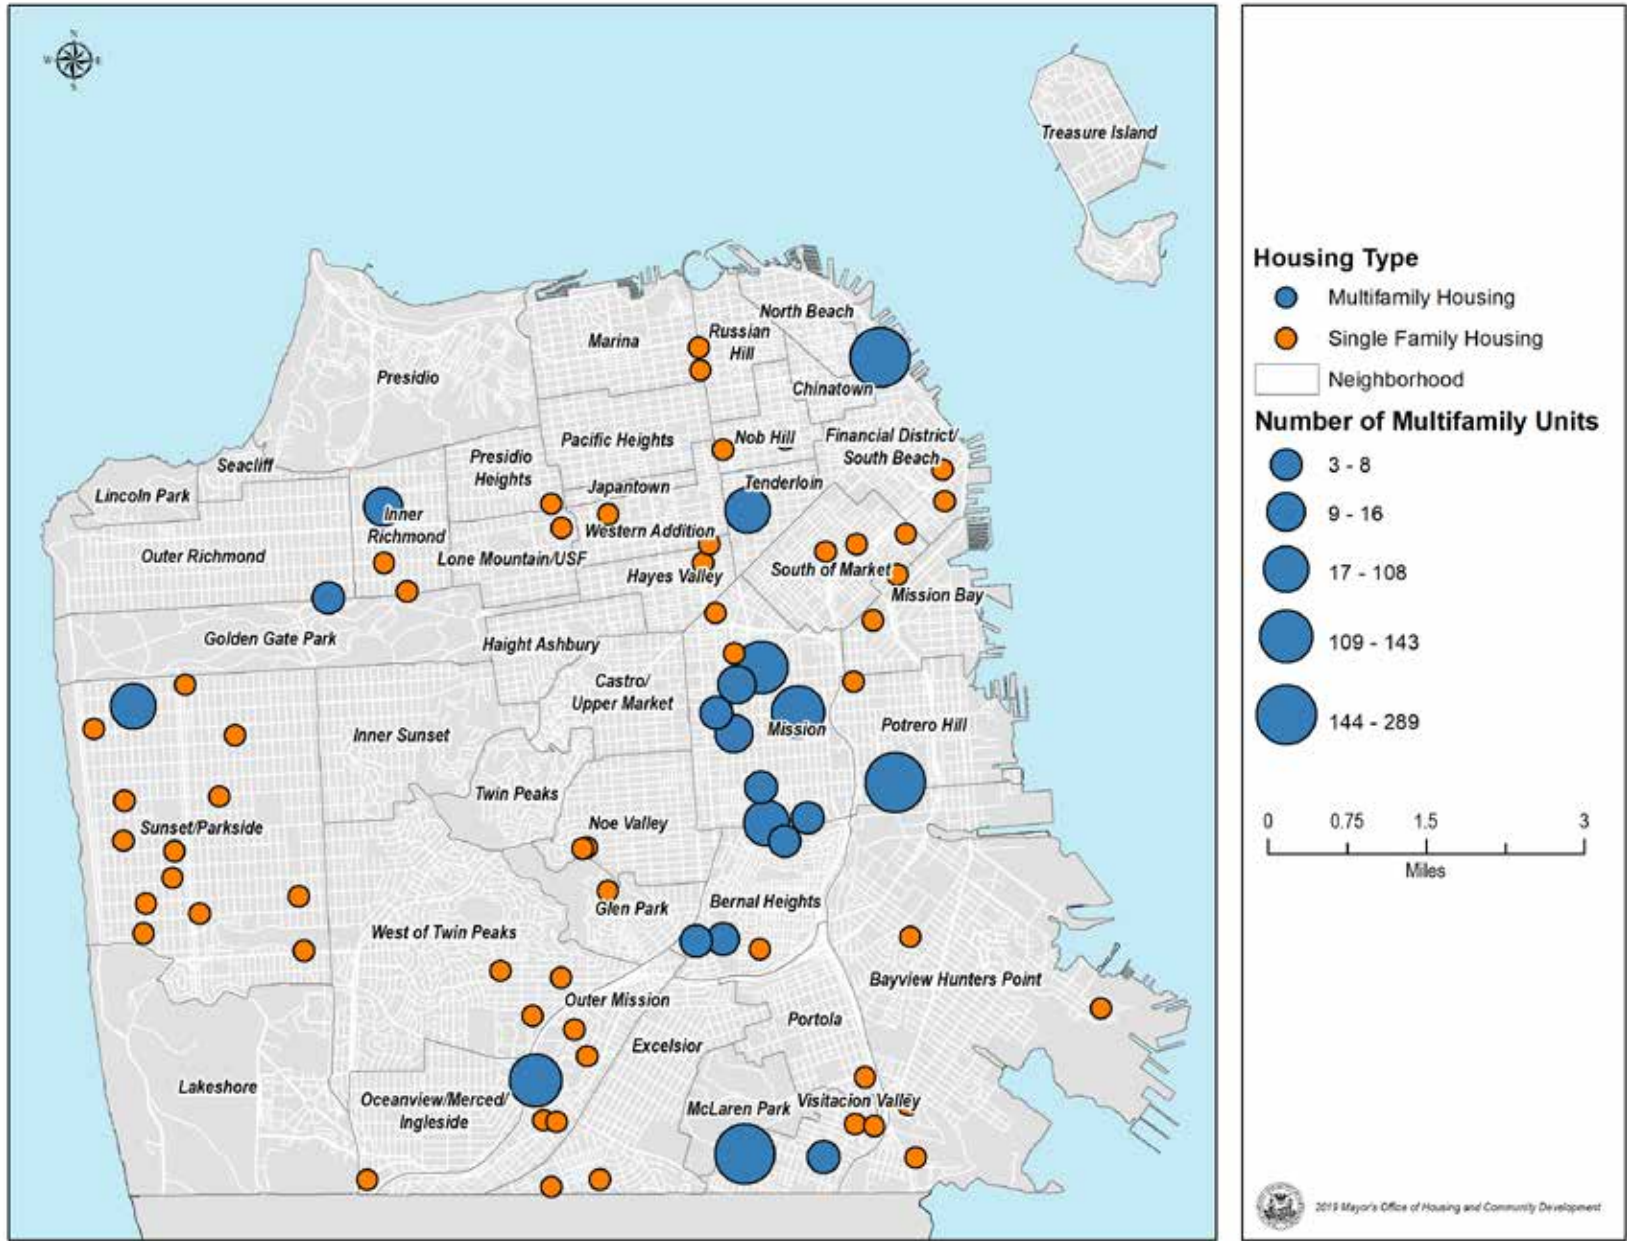 N
W
E
S
Treasure Island
North Beach
Marina
Russian
Hill
Presidio
Chinatown
Pacific Heights
Nob Hill
Financial District/
South Beach
Presidio
Heights
Seacliff
Lincoln Park
Japantown
Tenderloin
Inner
Richmond
Western Addition
Outer Richmond
Lone Mountain/USF
Hayes Valley
South of Market
Mission Bay
Golden Gate Park
Haight Ashbury
Castro/
Upper Market
Inner Sunset
Mission
Potrero Hill
Twin Peaks
Sunset/Parkside
Noe Valley
Glen Park
Bernal Heights
West of Twin Peaks
Bayview Hunters Point
Outer Mission
Portola
Excelsior
Lakeshore
Oceanview/Merced/
Ingleside
McLaren Park
Visitacion Valley
Housing Type
Multifamily Housing
Single Family Housing
Neighborhood
Number of Multifamily Units
3 - 8
9 - 16
17 - 108
109 - 143
144 - 289
0 0.75 1.5 3
Miles
2019 Mayor's Office of Housing and Community Development